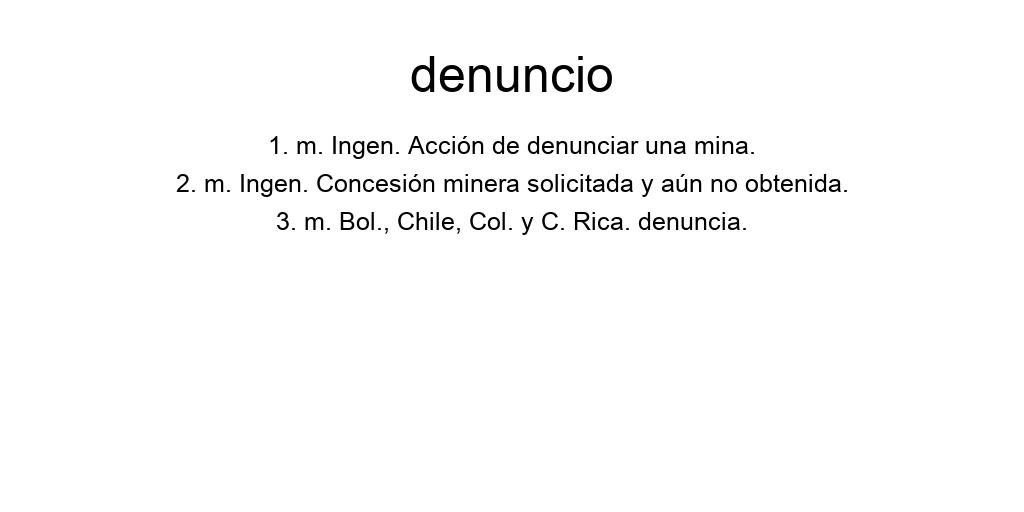 denuncio
1. m. Ingen. Acción de denunciar una mina.
2. m. Ingen. Concesión minera solicitada y aún no obtenida.
3. m. Bol., Chile, Col. y C. Rica. denuncia.